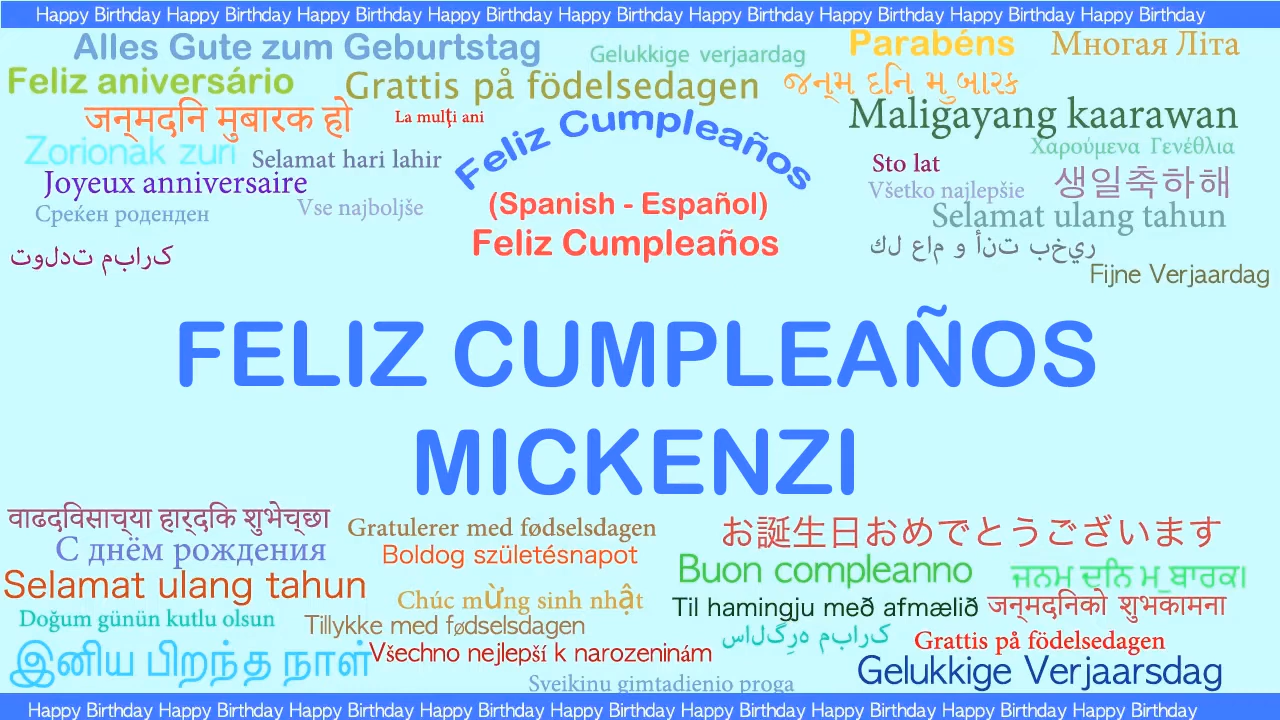 Happy Birthday Happy Birthday Happy Birthday Happy Birthday Happy Birthday Happy Birthday Happy Birthday Happy Birthday Happy Birthday
Alles Gute zum Geburtstag
Gelukkige verjaardag
Parabéns
Многая Літа
Feliz aniversário
Grattis på födelsedagen
જન્મ દિન મુબારક
जन्मदिन मुबारक हो
La mulţi ani
Feliz Cumpleaños
Maligayang kaarawan
Zorionak zuri
Selamat hari lahir
Χαρούμενα Γενέθλια
Sto lat
Joyeux anniversaire
(Spanish - Español)
Všetko najlepšie
생일축하해
Среќен роденден
Vse najboljše
Selamat ulang tahun
Feliz Cumpleaños
كل عام و أنت بخير
تولدت مبارک
Fijne Verjaardag
FELIZ CUMPLEAÑOS
MICKENZI
वाढदिवसाच्या हार्दिक शुभेच्छा
Gratulerer med fødselsdagen
お誕生日おめでとうございます
С днём рождения
Boldog születésnapot
Buon compleanno
ਜਨਮ ਦਿਨ ਮੁਬਾਰਕ।
Selamat ulang tahun
Chúc mừng sinh nhật
Til hamingju með afmælið
जन्मदिनको शुभकामना
Doğum günün kutlu olsun
Tillykke med fødselsdagen
سالگرہ مبارک
Grattis på födelsedagen
இனிய பிறந்த நாள்
Všechno nejlepší k narozeninám
Gelukkige Verjaarsdag
Sveikinu gimtadienio proga
Happy Birthday Happy Birthday Happy Birthday Happy Birthday Happy Birthday Happy Birthday Happy Birthday Happy Birthday Happy Birthday